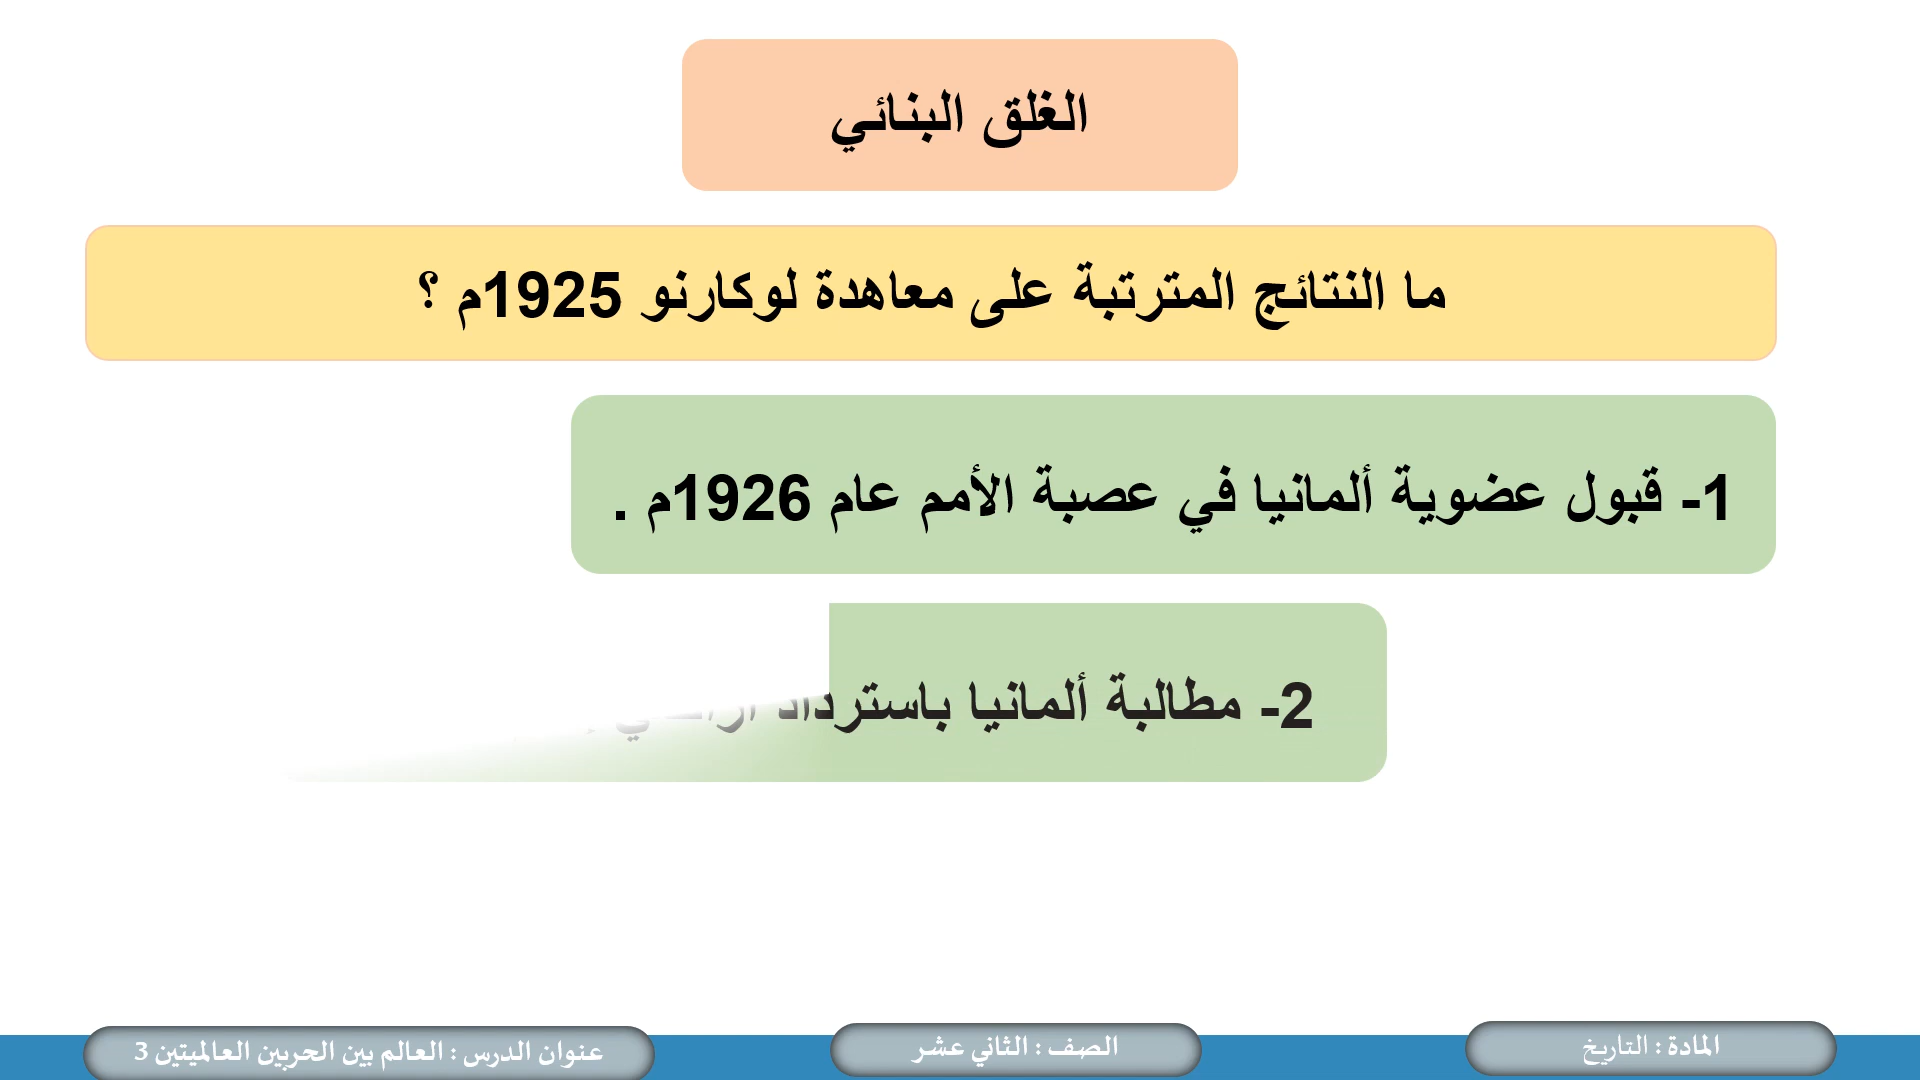 الغلق البنائي
ما النتائج المترتبة على معاهدة لوكارنو 1925م ؟
1- قبول عضوية ألمانيا في عصبة الأمم عام 1926م .
2- مطالبة ألمانيا باسترداد
المادة : التاريخ
الصف : الثاني عشر
عنوان الدرس : العالم بين الحربين العالميتين 3